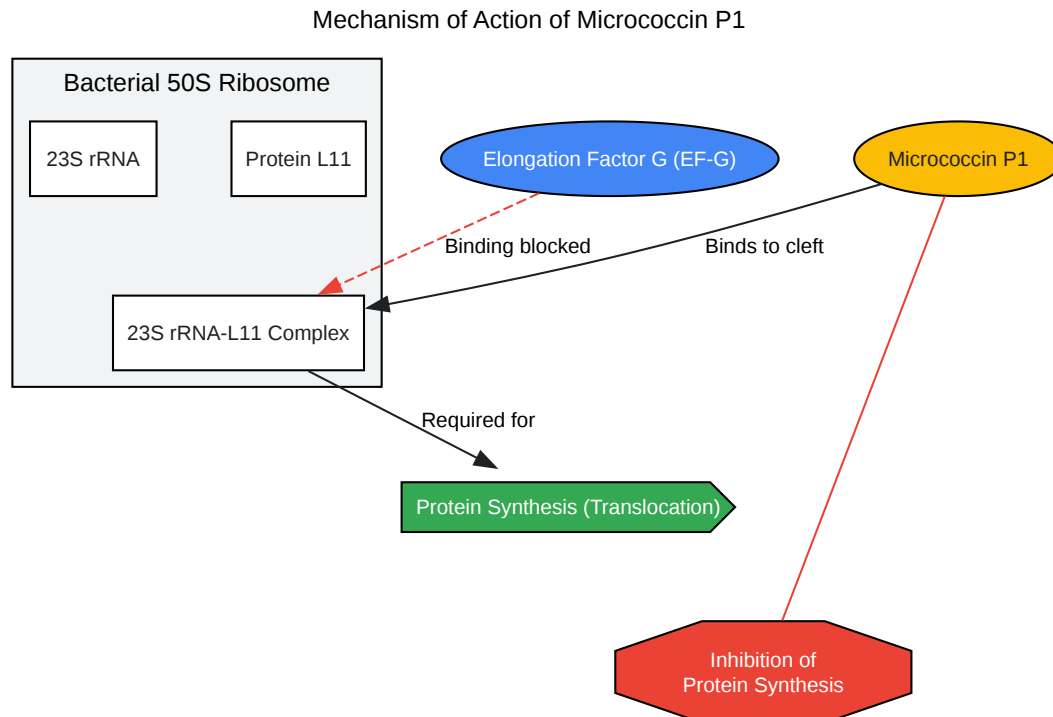 Mechanism of Action of Micrococcin P1
Bacterial 50S Ribosome
23S rRNA
Protein L11
Elongation Factor G (EF-G)
Micrococcin P1
Binding blocked
Binds to cleft
23S rRNA-L11 Complex
Required for
Protein Synthesis (Translocation)
Inhibition of
Protein Synthesis